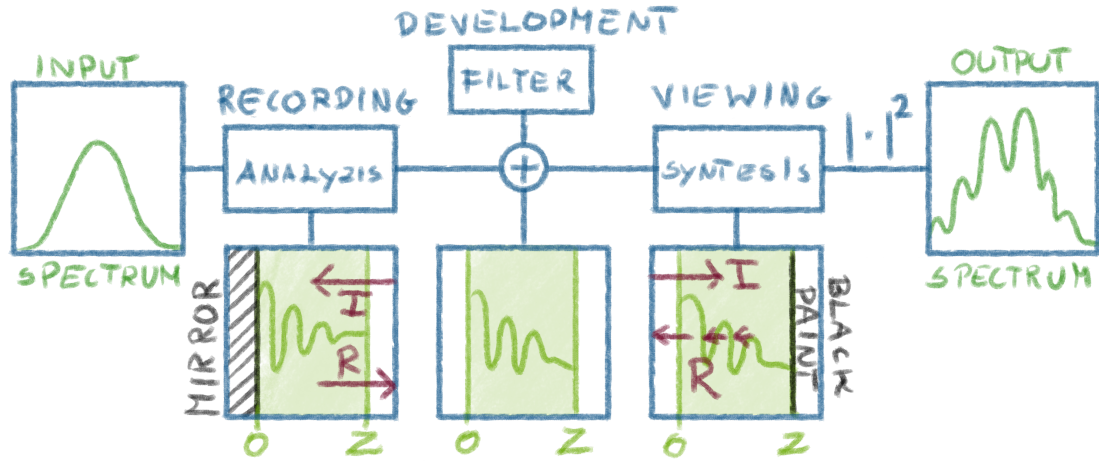 DEVELOPMENT
INPUT
FILTER
OUTPUT
RECORDING
VIEWING
|·|²
ANALYZIS
+
SYNTESIS
SPECTRUM
SPECTRUM
MIRROR
I
R
I
R
PAINT
BLACK
0
Z
0
Z
0
Z